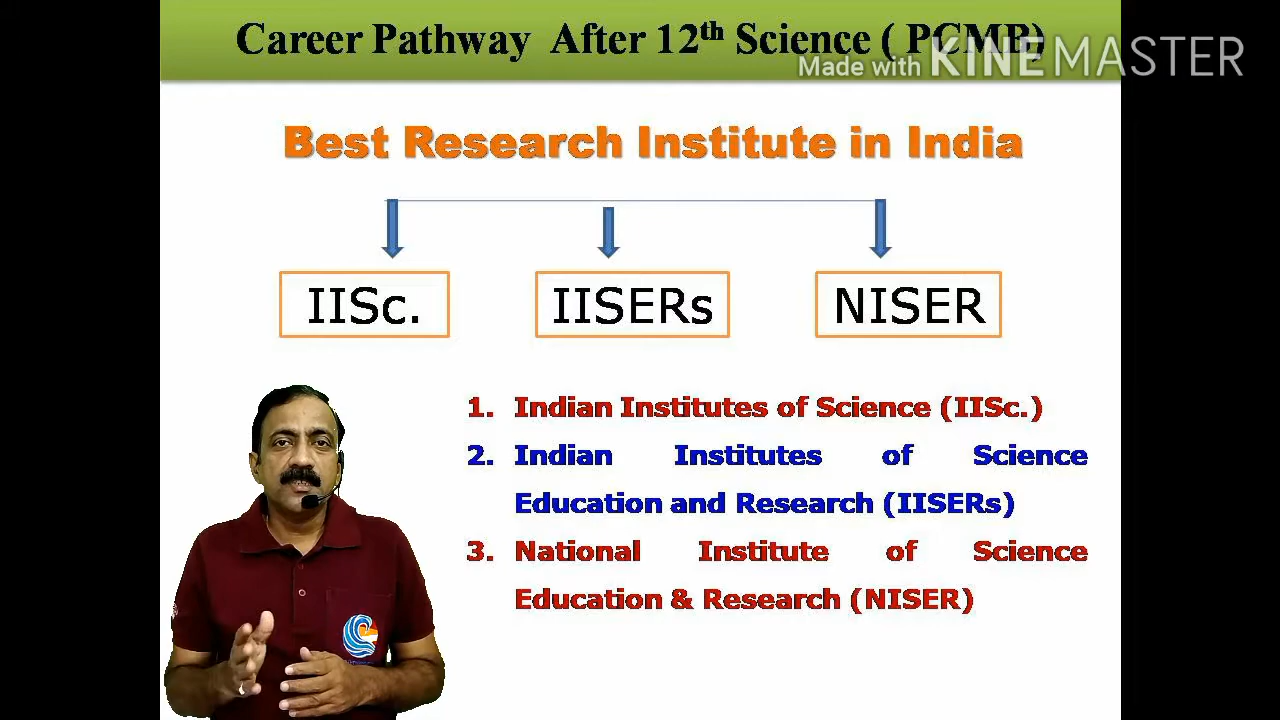 Career Pathway After 12th Science ( PCMB)
Made with KINEMASTER
Best Research Institute in India
IISc. IISERs NISER
1. Indian Institutes of Science (IISc.)
2. Indian Institutes of Science
Education and Research (IISERs)
3. National Institute of Science
Education & Research (NISER)